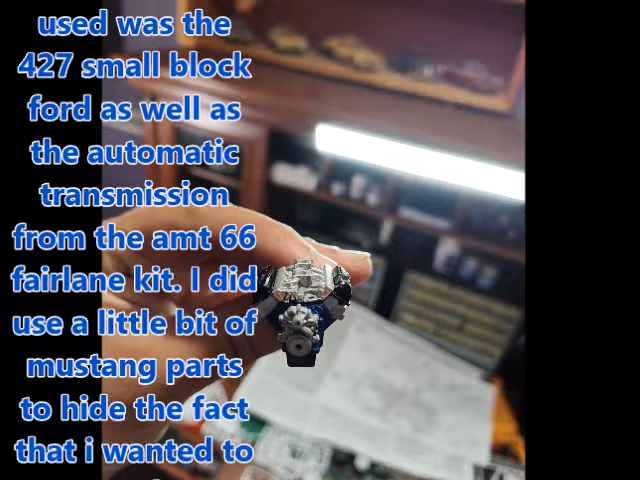 used was the
427 small block
ford as well as
the automatic
transmission
from the amt 66
fairlane kit. I did
use a little bit of
mustang parts
to hide the fact
that i wanted to